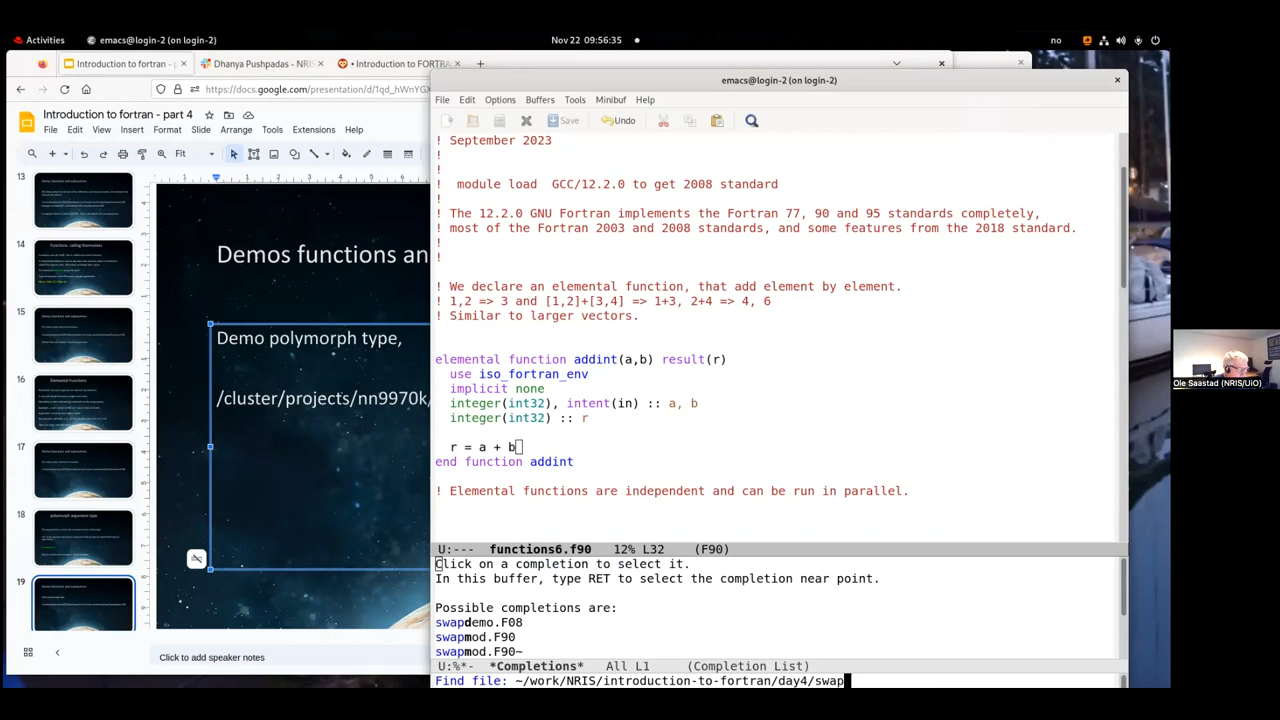 Activities
emacs@login-2 (on login-2)
Nov 22 09:56:35
no
Introduction to fortran - p
Dhanya Pushpadas - NRIS
Introduction to FORTRAN
https://docs.google.com/presentation/d/1qd_hWnYGX
Introduction to fortran - part 4
File Edit View Insert Format Slide Arrange Tools Extensions Help
Fit
13
14
15
16
17
18
19
Demos functions an
Demo polymorph type,
/cluster/projects/nn9970k/
Click to add speaker notes
emacs@login-2 (on login-2)
File Edit Options Buffers Tools Minibuf Help
Save
Undo
! September 2023
!
!
!  module load  GCC/12.2.0 to get 2008 standard
!
! The 12.2.0 GNU Fortran implements the Fortran 77, 90 and 95 standards completely,
! most of the Fortran 2003 and 2008 standards, and some features from the 2018 standard.
!
!
! We declare an elemental function, that add element by element.
! 1,2 => 3 and [1,2]+[3,4] => 1+3, 2+4 => 4, 6
! Similar to larger vectors.
elemental function addint(a,b) result(r)
use iso_fortran_env
implicit none
integer(int32), intent(in) :: a, b
integer(int32) :: r
r = a + b
end function addint
! Elemental functions are independent and can be run in parallel.
U:--- functions6.f90 12% L32 (F90)
Click on a completion to select it.
In this buffer, type RET to select the completion near point.
Possible completions are:
swapdemo.F08
swapmod.F90
swapmod.F90~
U:%*- *Completions* All L1 (Completion List)
Find file: ~/work/NRIS/introduction-to-fortran/day4/swap
Ole Saastad (NRIS/UiO)